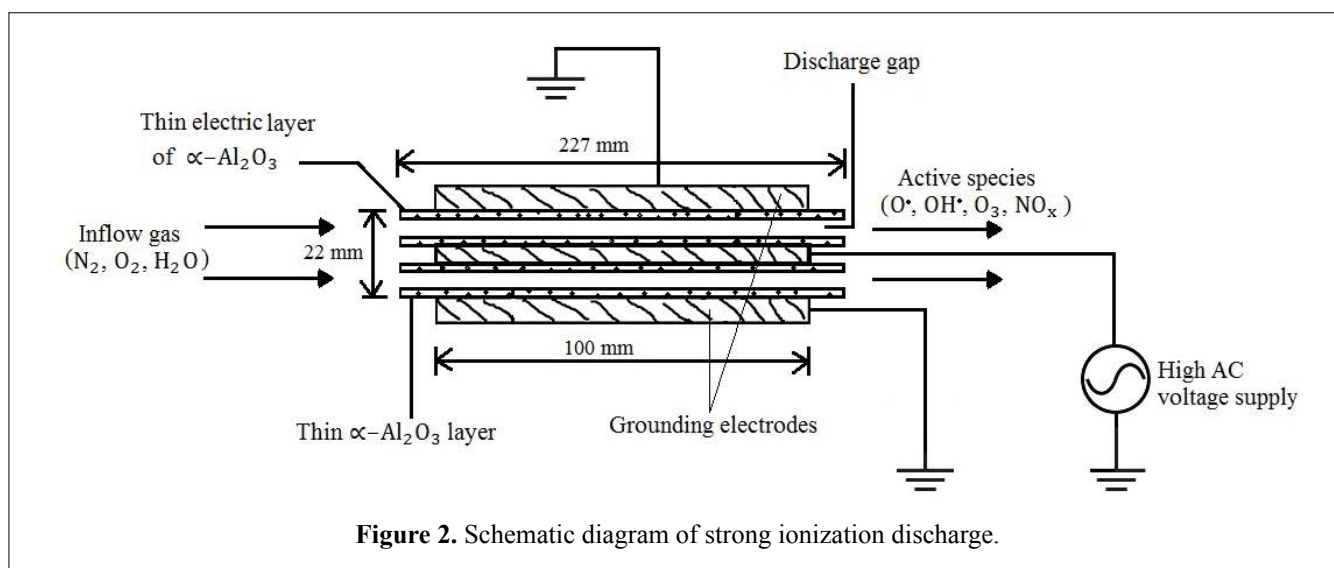 Discharge gap
Thin electric layer
of ∝−Al₂O₃
227 mm
Active species
(O•, OH•, O₃, NOₓ )
Inflow gas
(N₂, O₂, H₂O)
22 mm
100 mm
High AC
voltage supply
Thin ∝−Al₂O₃ layer
Grounding electrodes
Figure 2. Schematic diagram of strong ionization discharge.